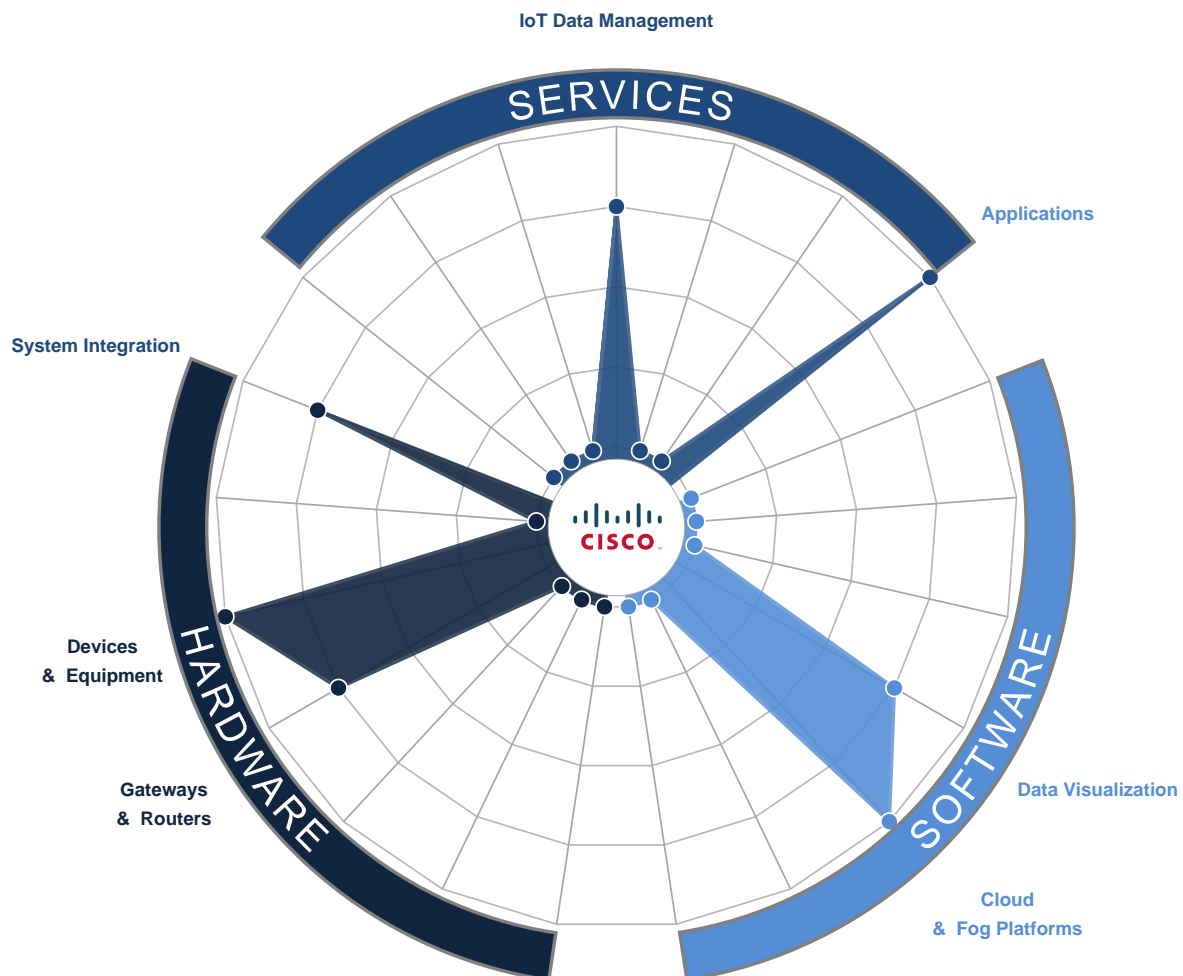 IoT Data Management
SERVICES
Applications
System Integration
CISCO
Devices
& Equipment
HARDWARE
SOFTWARE
Gateways
& Routers
Data Visualization
Cloud
& Fog Platforms